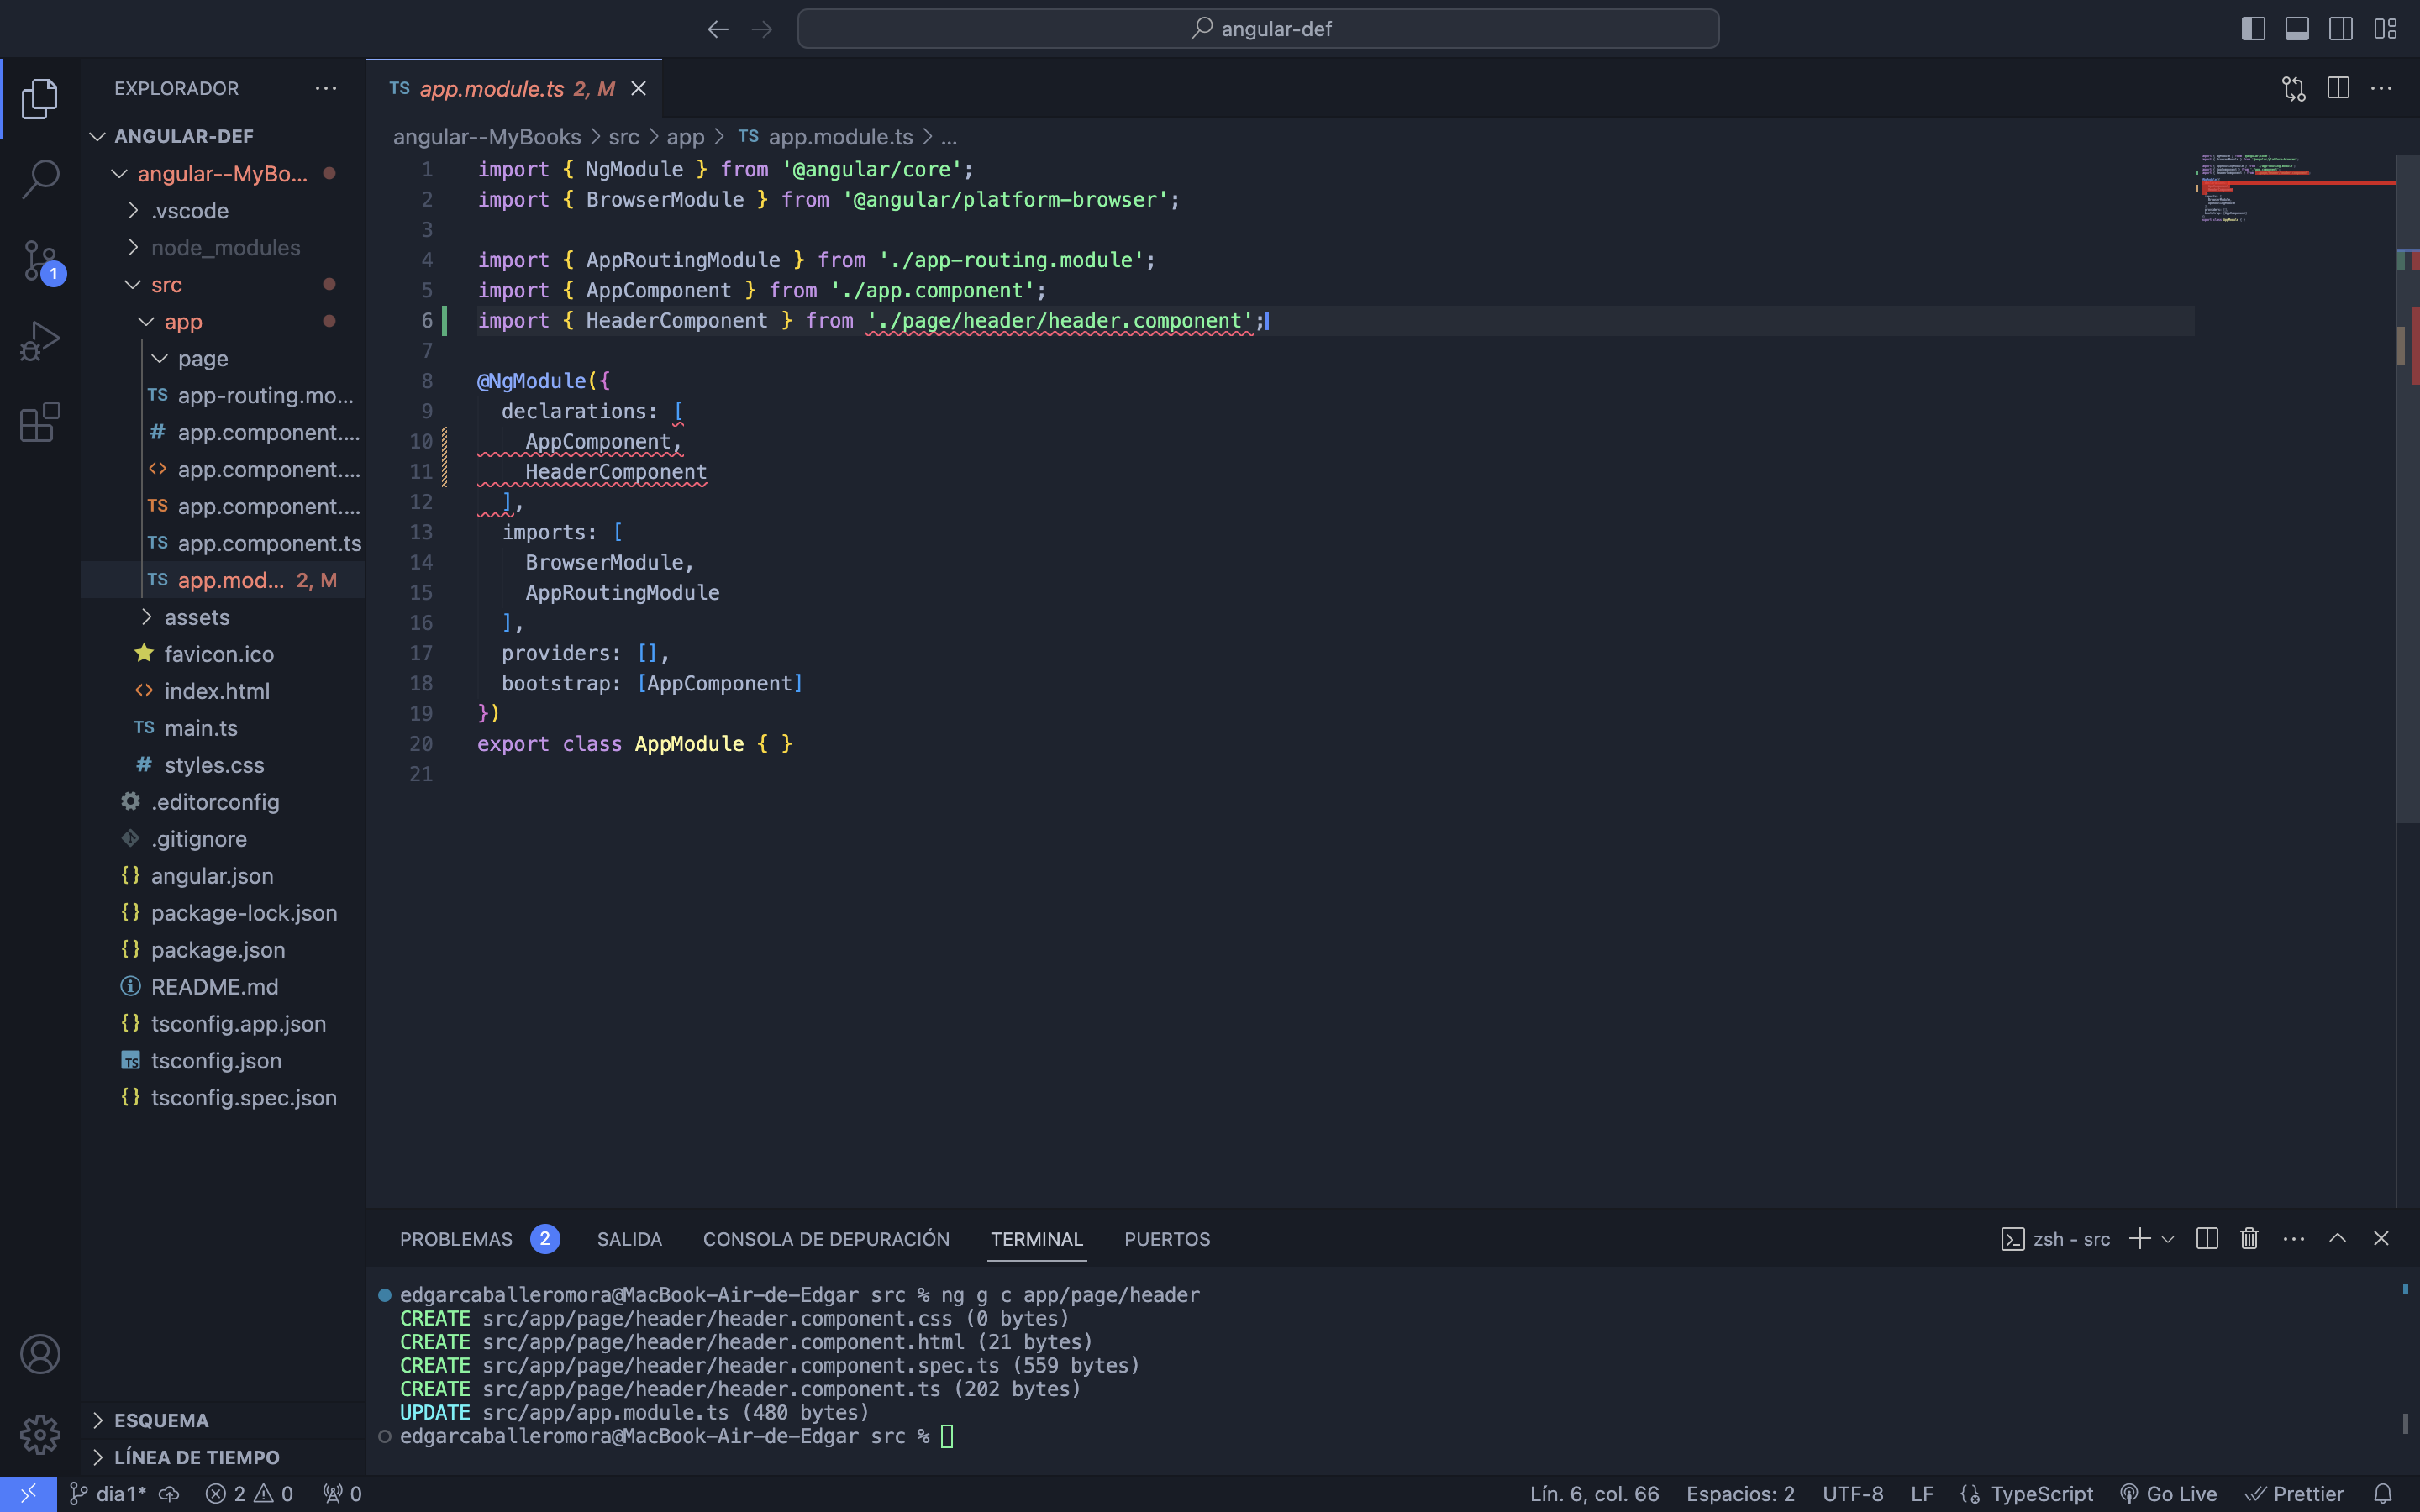 angular-def
EXPLORADOR
ANGULAR-DEF
angular--MyBo...
.vscode
node_modules
src
app
page
TS app-routing.mo...
# app.component....
<> app.component....
TS app.component....
TS app.component.ts
TS app.mod... 2, M
assets
favicon.ico
<> index.html
TS main.ts
# styles.css
.editorconfig
.gitignore
{} angular.json
{} package-lock.json
{} package.json
README.md
{} tsconfig.app.json
TS tsconfig.json
{} tsconfig.spec.json
ESQUEMA
LÍNEA DE TIEMPO
1
TS app.module.ts 2, M
angular--MyBooks > src > app > TS app.module.ts > ...
1 import { NgModule } from '@angular/core';
2 import { BrowserModule } from '@angular/platform-browser';
3
4 import { AppRoutingModule } from './app-routing.module';
5 import { AppComponent } from './app.component';
6 import { HeaderComponent } from './page/header/header.component';
7
8 @NgModule({
9 declarations: [
10 AppComponent,
11 HeaderComponent
12 ],
13 imports: [
14 BrowserModule,
15 AppRoutingModule
16 ],
17 providers: [],
18 bootstrap: [AppComponent]
19 })
20 export class AppModule { }
21
PROBLEMAS 2 SALIDA CONSOLA DE DEPURACIÓN TERMINAL PUERTOS
zsh - src
edgarcaballeromora@MacBook-Air-de-Edgar src % ng g c app/page/header
CREATE src/app/page/header/header.component.css (0 bytes)
CREATE src/app/page/header/header.component.html (21 bytes)
CREATE src/app/page/header/header.component.spec.ts (559 bytes)
CREATE src/app/page/header/header.component.ts (202 bytes)
UPDATE src/app/app.module.ts (480 bytes)
edgarcaballeromora@MacBook-Air-de-Edgar src %
dia1* 2 0 0
Lín. 6, col. 66 Espacios: 2 UTF-8 LF TypeScript Go Live Prettier